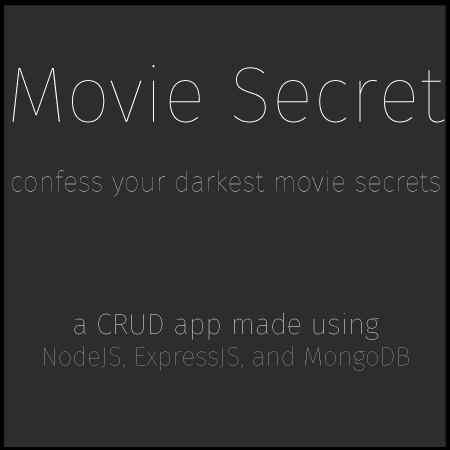 Movie Secret
confess your darkest movie secrets
a CRUD app made using
NodeJS, ExpressJS, and MongoDB